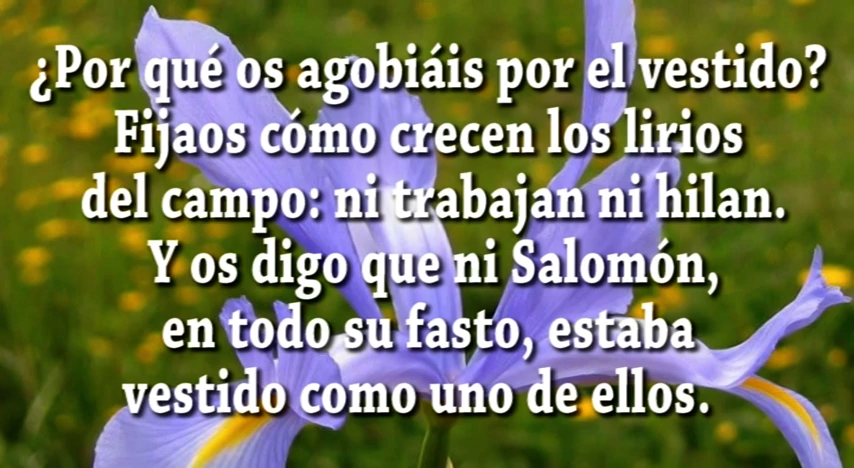 ¿Por qué os agobiáis por el vestido?
Fijaos cómo crecen los lirios
del campo: ni trabajan ni hilan.
Y os digo que ni Salomón,
en todo su fasto, estaba
vestido como uno de ellos.